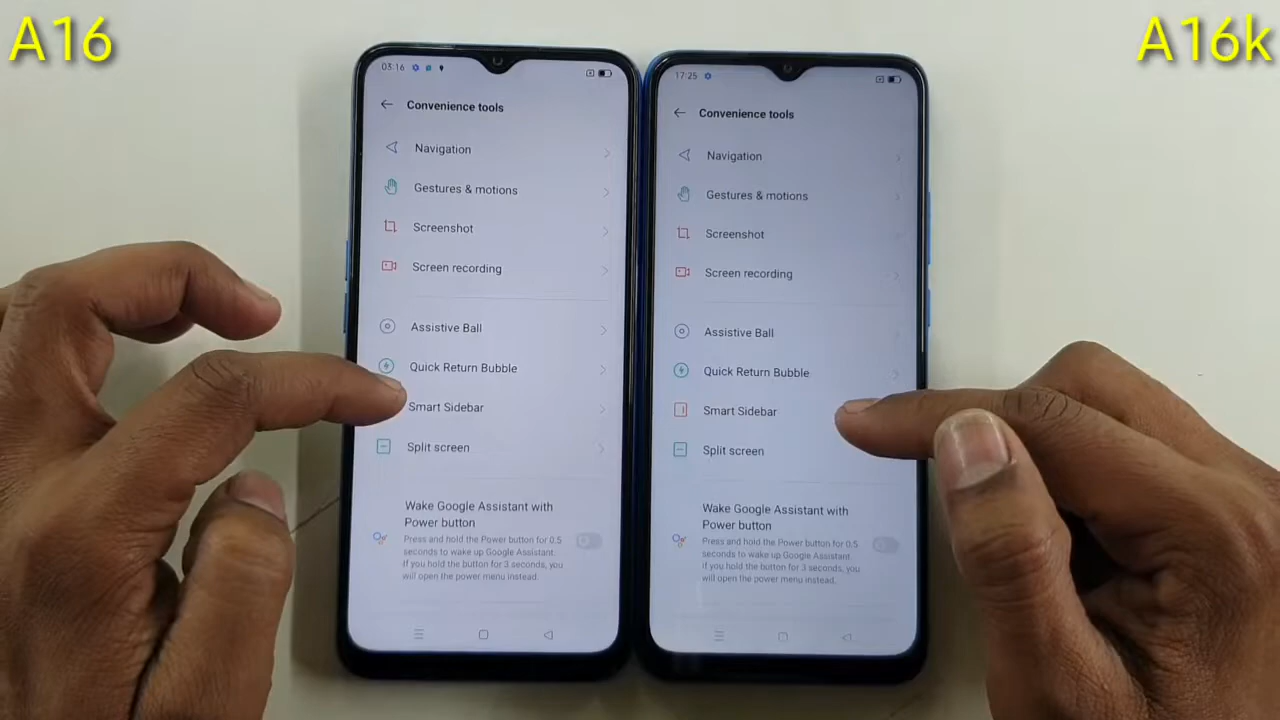 A16
A16k
03:16
Convenience tools
Navigation
Gestures & motions
Screenshot
Screen recording
Assistive Ball
Quick Return Bubble
Smart Sidebar
Split screen
Wake Google Assistant with
Power button
Press and hold the Power button for 0.5
seconds to wake up Google Assistant.
If you hold the button for 3 seconds, you
will open the power menu instead.
17:25
Convenience tools
Navigation
Gestures & motions
Screenshot
Screen recording
Assistive Ball
Quick Return Bubble
Smart Sidebar
Split screen
Wake Google Assistant with
Power button
Press and hold the Power button for 0.5
seconds to wake up Google Assistant.
If you hold the button for 3 seconds, you
will open the power menu instead.